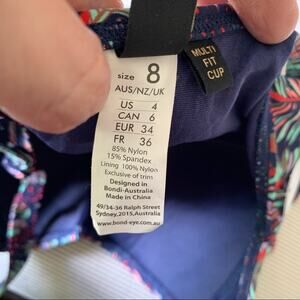 size 8
AUS/NZ/UK
US 4
CAN 6
EUR 34
FR 36
85% Nylon
15% Spandex
Lining 100% Nylon
Exclusive of trim
Designed in
Bondi-Australia
Made in China
49/34-36 Ralph Street
Sydney,2015,Australia
www.bond-eye.com
MULTI
FIT
CUP